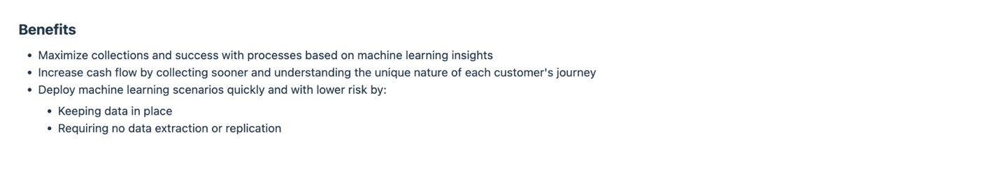 Benefits
• Maximize collections and success with processes based on machine learning insights
• Increase cash flow by collecting sooner and understanding the unique nature of each customer's journey
• Deploy machine learning scenarios quickly and with lower risk by:
• Keeping data in place
• Requiring no data extraction or replication